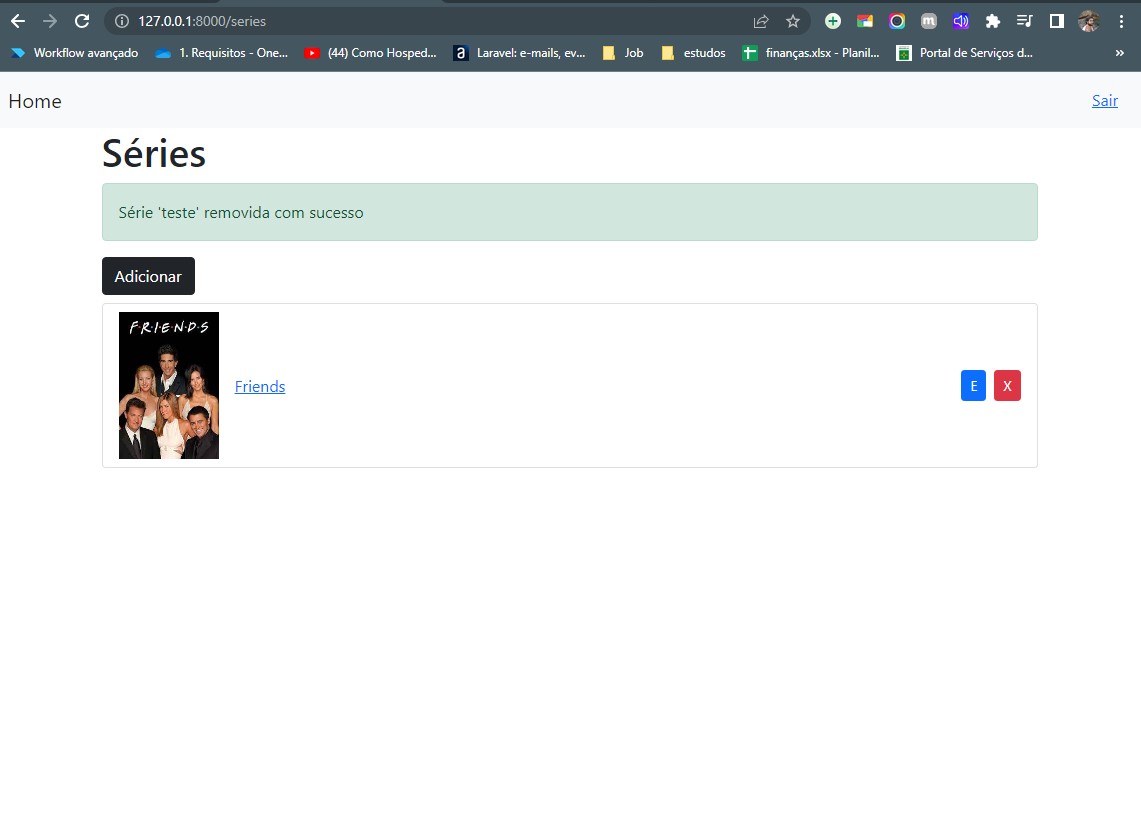 127.0.0.1:8000/series
Workflow avançado
1. Requisitos - One...
(44) Como Hosped...
Laravel: e-mails, ev...
Job
estudos
finanças.xlsx - Planil...
Portal de Serviços d...
»
Home
Sair
Séries
Série 'teste' removida com sucesso
Adicionar
F·R·I·E·N·D·S
Friends
E
X